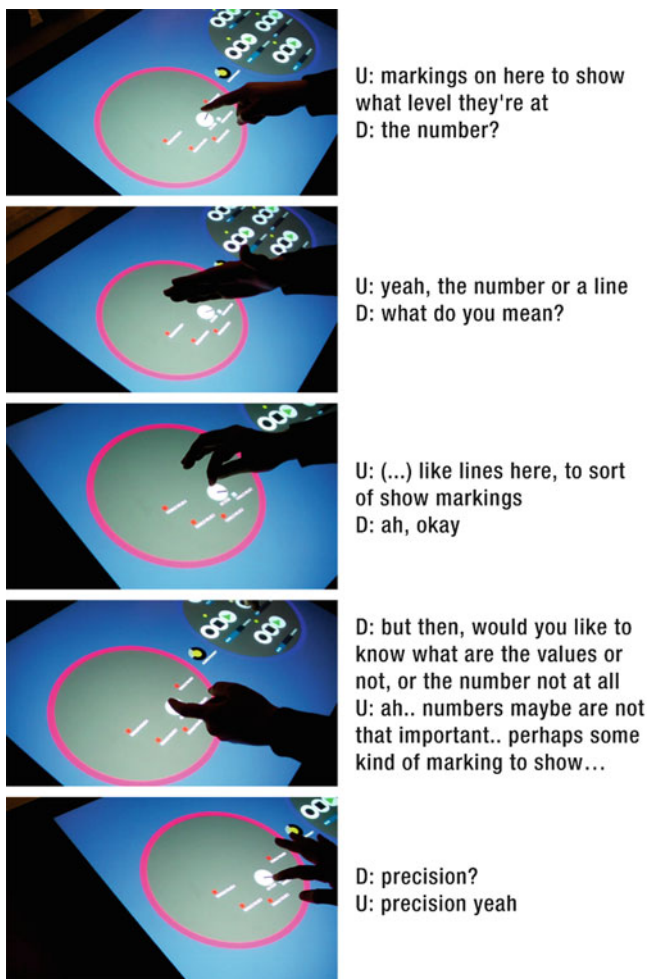 U: markings on here to show
what level they're at
D: the number?
U: yeah, the number or a line
D: what do you mean?
U: (...) like lines here, to sort
of show markings
D: ah, okay
D: but then, would you like to
know what are the values or
not, or the number not at all
U: ah.. numbers maybe are not
that important.. perhaps some
kind of marking to show...
D: precision?
U: precision yeah